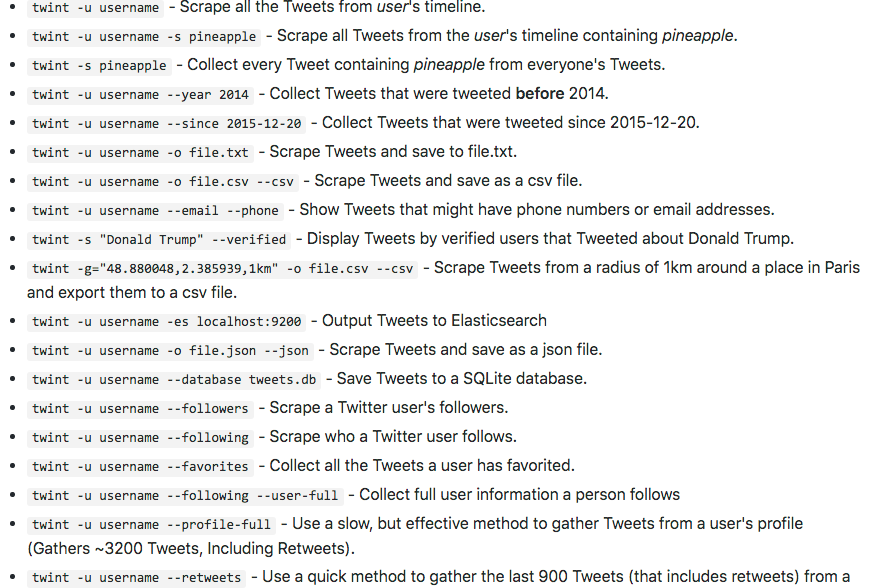 twint -u username - Scrape all the Tweets from user's timeline.
twint -u username -s pineapple - Scrape all Tweets from the user's timeline containing pineapple.
twint -s pineapple - Collect every Tweet containing pineapple from everyone's Tweets.
twint -u username --year 2014 - Collect Tweets that were tweeted before 2014.
twint -u username --since 2015-12-20 - Collect Tweets that were tweeted since 2015-12-20.
twint -u username -o file.txt - Scrape Tweets and save to file.txt.
twint -u username -o file.csv --csv - Scrape Tweets and save as a csv file.
twint -u username --email --phone - Show Tweets that might have phone numbers or email addresses.
twint -s "Donald Trump" --verified - Display Tweets by verified users that Tweeted about Donald Trump.
twint -g="48.880048,2.385939,1km" -o file.csv --csv - Scrape Tweets from a radius of 1km around a place in Paris
and export them to a csv file.
twint -u username -es localhost:9200 - Output Tweets to Elasticsearch
twint -u username -o file.json --json - Scrape Tweets and save as a json file.
twint -u username --database tweets.db - Save Tweets to a SQLite database.
twint -u username --followers - Scrape a Twitter user's followers.
twint -u username --following - Scrape who a Twitter user follows.
twint -u username --favorites - Collect all the Tweets a user has favorited.
twint -u username --following --user-full - Collect full user information a person follows
twint -u username --profile-full - Use a slow, but effective method to gather Tweets from a user's profile
(Gathers ~3200 Tweets, Including Retweets).
twint -u username --retweets - Use a quick method to gather the last 900 Tweets (that includes retweets) from a